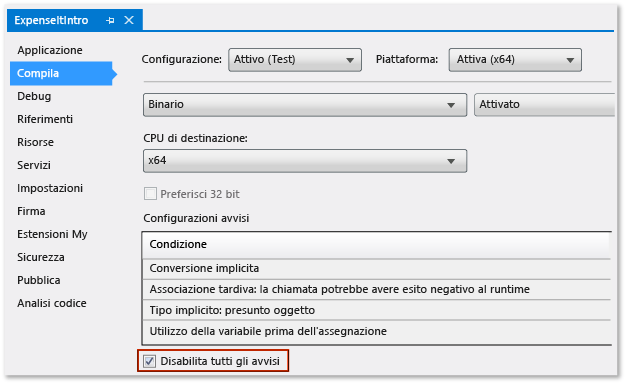 ExpenseItIntro
Applicazione
Compila
Debug
Riferimenti
Risorse
Servizi
Impostazioni
Firma
Estensioni My
Sicurezza
Pubblica
Analisi codice
Configurazione: Attivo (Test) Piattaforma: Attiva (x64)
Binario Attivato
CPU di destinazione:
x64
Preferisci 32 bit
Configurazioni avvisi
Condizione
Conversione implicita
Associazione tardiva: la chiamata potrebbe avere esito negativo al runtime
Tipo implicito: presunto oggetto
Utilizzo della variabile prima dell'assegnazione
Disabilita tutti gli avvisi